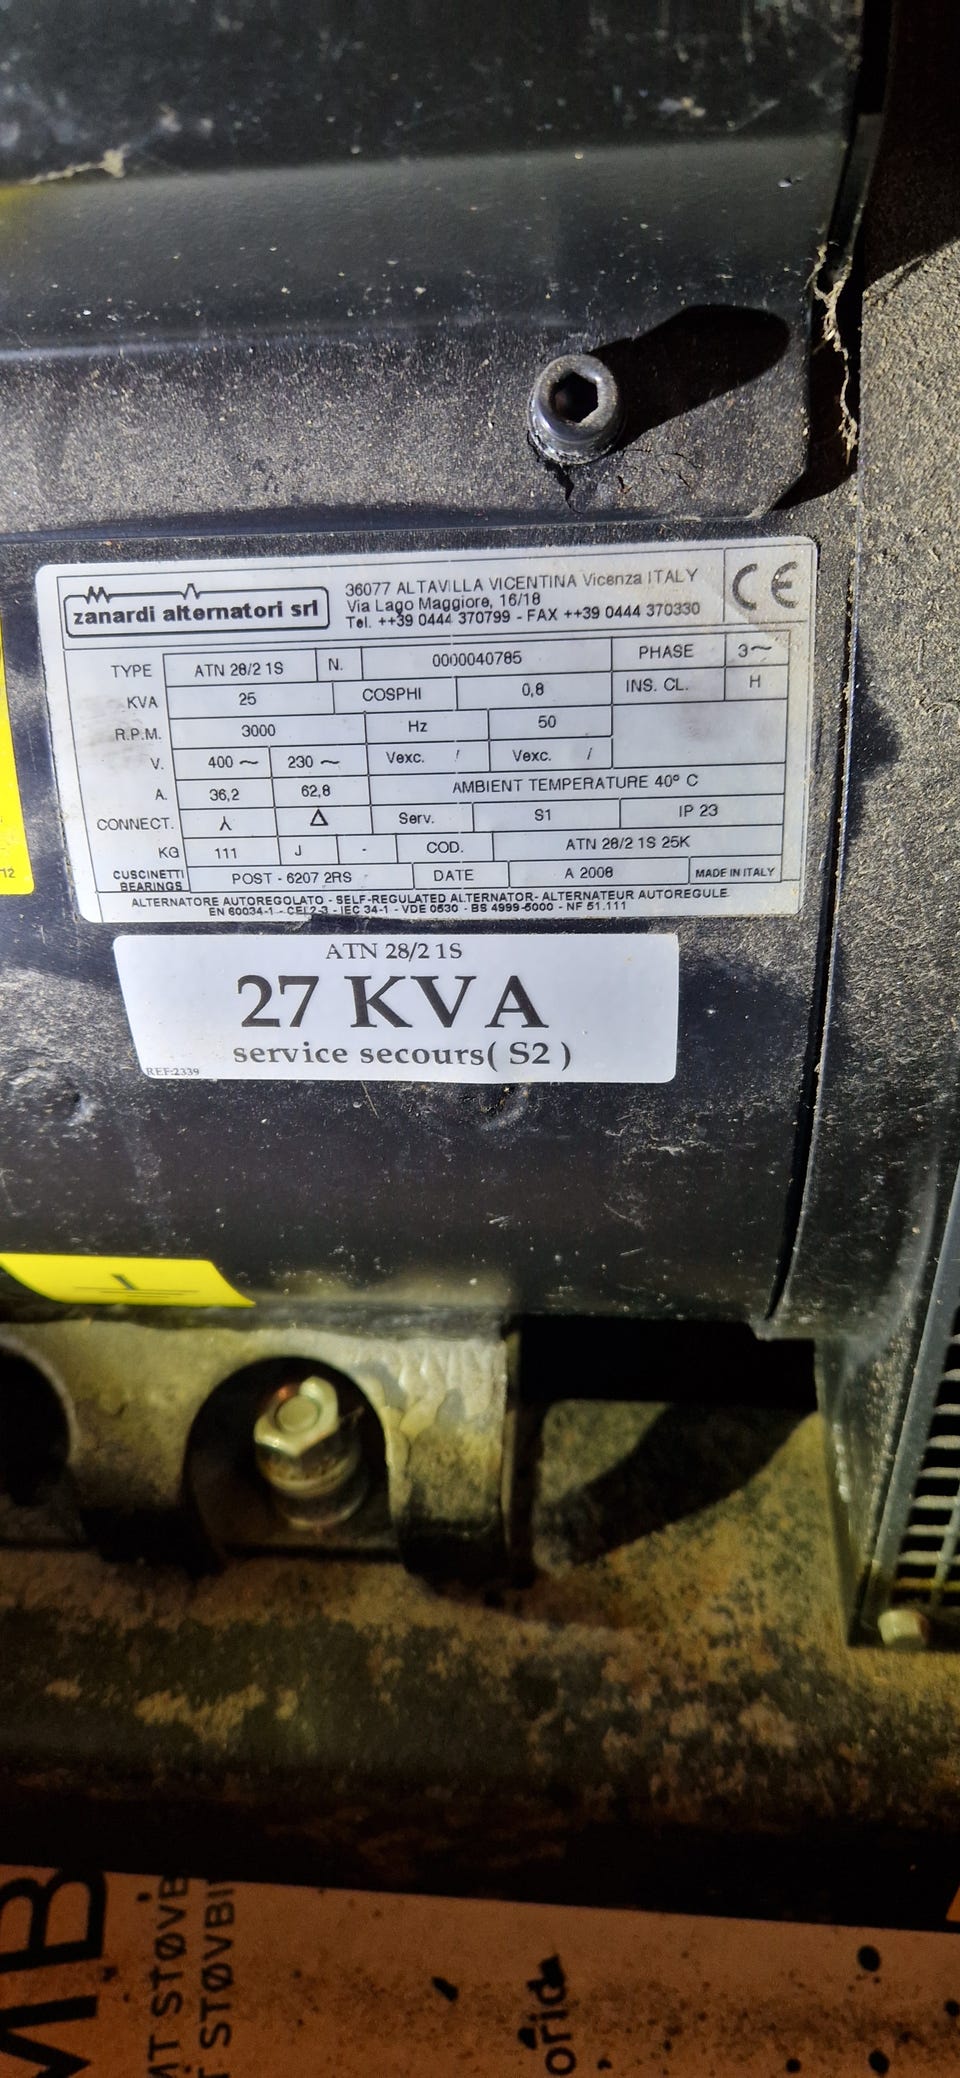 zanardi alternatori srl
36077 ALTAVILLA VICENTINA Vicenza ITALY
Via Lago Maggiore, 16/18
Tel. ++39 0444 370799 - FAX ++39 0444 370330
CE
TYPE ATN 28/2 1S N. 0000040785 PHASE 3~
KVA 25 COSPHI 0,8 INS. CL. H
R.P.M. 3000 Hz 50
V. 400 ~ 230 ~ Vexc. / Vexc. /
A. 36,2 62,8 AMBIENT TEMPERATURE 40º C
CONNECT. ⅄ Δ Serv. S1 IP 23
KG 111 J - COD. ATN 28/2 1S 25K
CUSCINETTI
BEARINGS POST - 6207 2RS DATE A 2008 MADE IN ITALY
ALTERNATORE AUTOREGOLATO - SELF-REGULATED ALTERNATOR- ALTERNATEUR AUTOREGULE
EN 60034-1 - CEI 2-3 - IEC 34-1 - VDE 0530 - BS 4999-5000 - NF 51.111
12
ATN 28/2 1S
27 KVA
service secours( S2 )
REF:2339